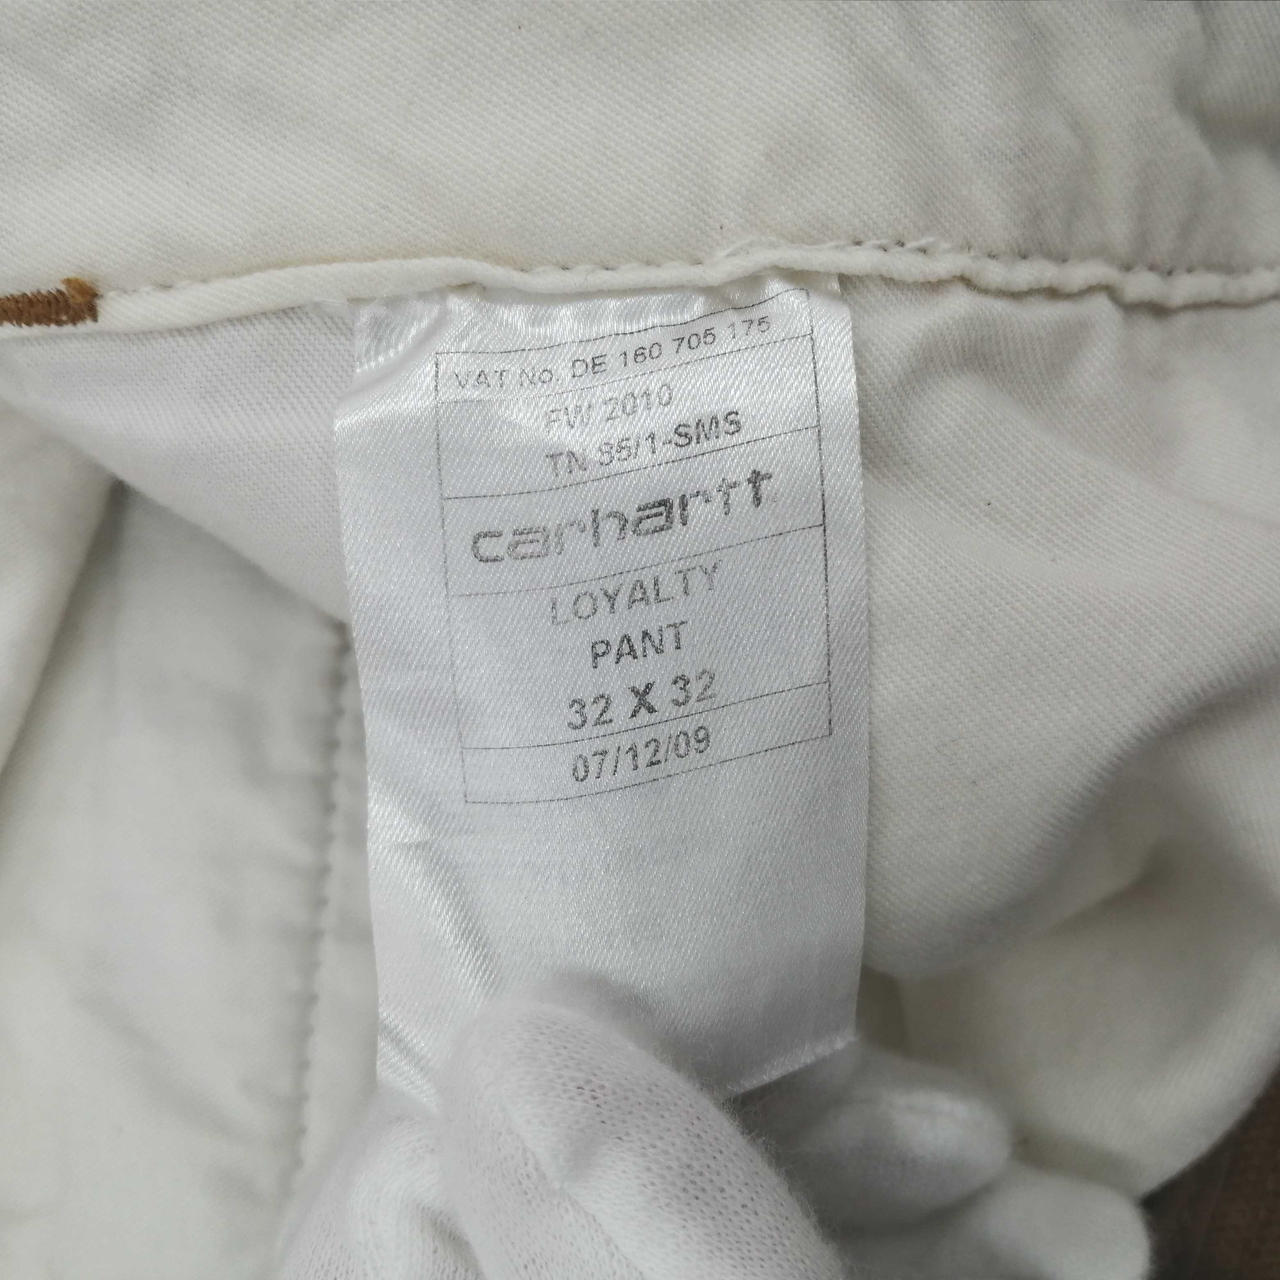 VAT No. DE 160 705 175
FW 2010
TN 85/1-SMS
carhartt
LOYALTY
PANT
32 X 32
07/12/09